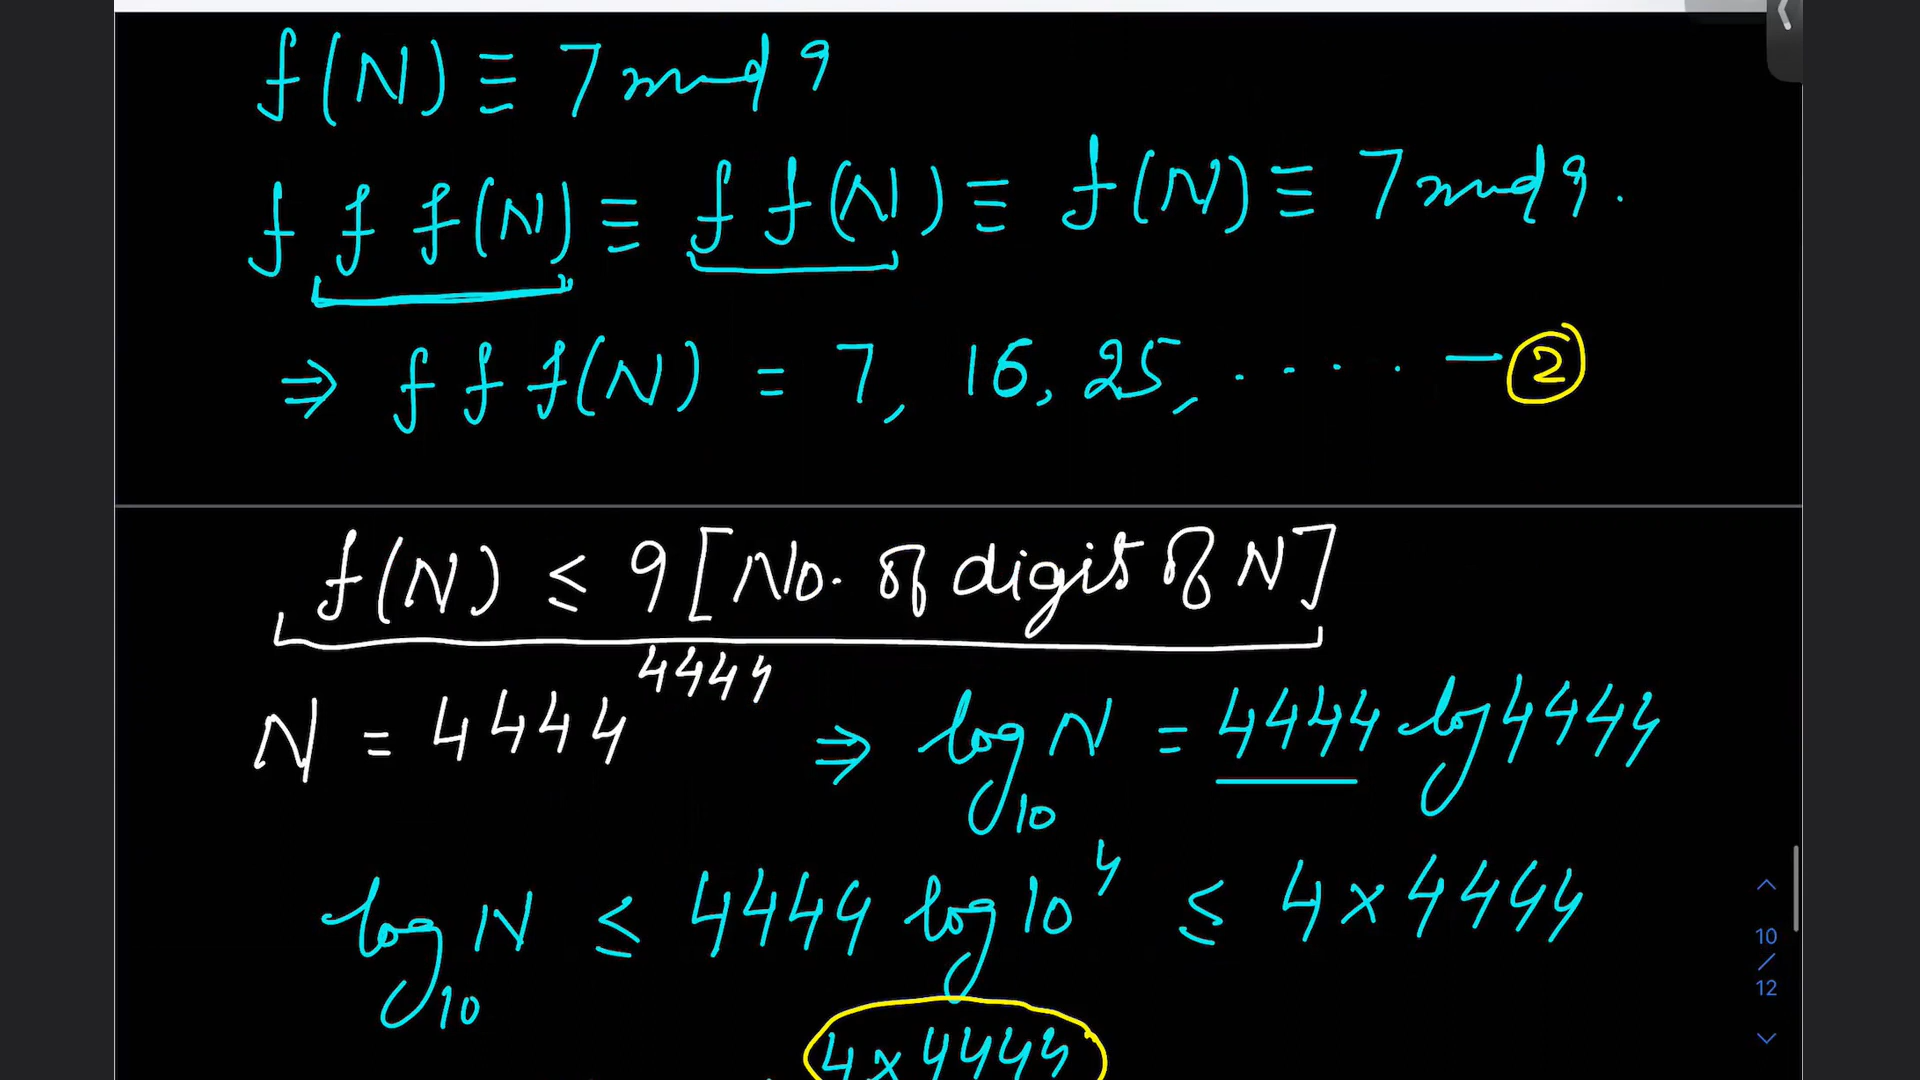 f(N) ≡ 7 mod 9
f f f(N) ≡ f f(N) ≡ f(N) ≡ 7 mod 9.
⇒ f f f(N) = 7, 16, 25, ..... — 2
f(N) ≤ 9 [No. of digit of N]
N = 4444^4444 ⇒ log₁₀ N = 4444 log 4444
log₁₀ N ≤ 4444 log 10^4 ≤ 4 × 4444
4 × 4444
10
/
12